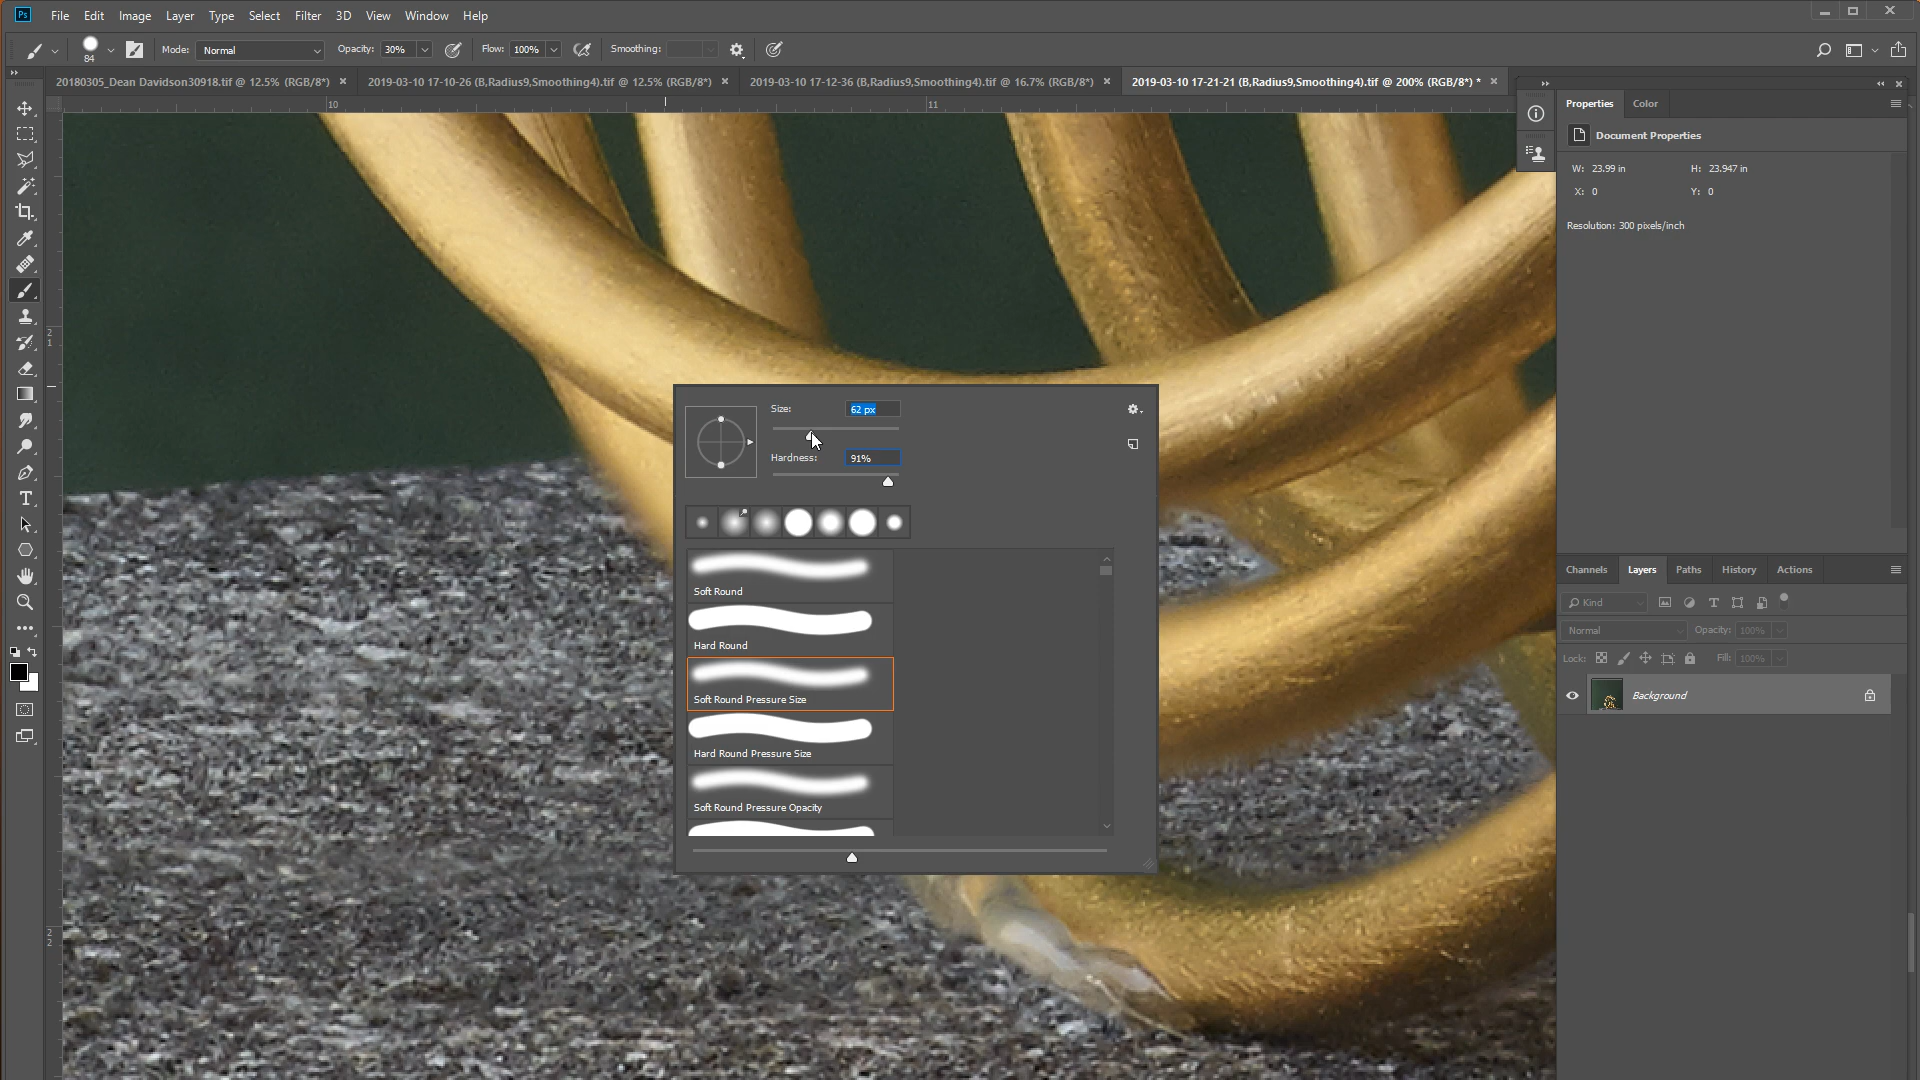 Ps File Edit Image Layer Type Select Filter 3D View Window Help
84 Mode: Normal Opacity: 30% Flow: 100% Smoothing:
20180305_Dean Davidson30918.tif @ 12.5% (RGB/8*) 2019-03-10 17-10-26 (B,Radius9,Smoothing4).tif @ 12.5% (RGB/8*) 2019-03-10 17-12-36 (B,Radius9,Smoothing4).tif @ 16.7% (RGB/8*) 2019-03-10 17-21-21 (B,Radius9,Smoothing4).tif @ 200% (RGB/8*) *
10 11
Properties Color
Document Properties
W: 23.99 in H: 23.947 in
X: 0 Y: 0
Resolution: 300 pixels/inch
2
1
Size: 62 px
Hardness: 91%
Soft Round
Hard Round
Soft Round Pressure Size
Hard Round Pressure Size
Soft Round Pressure Opacity
2
2
Channels Layers Paths History Actions
Kind
Normal Opacity: 100%
Lock: Fill: 100%
Background